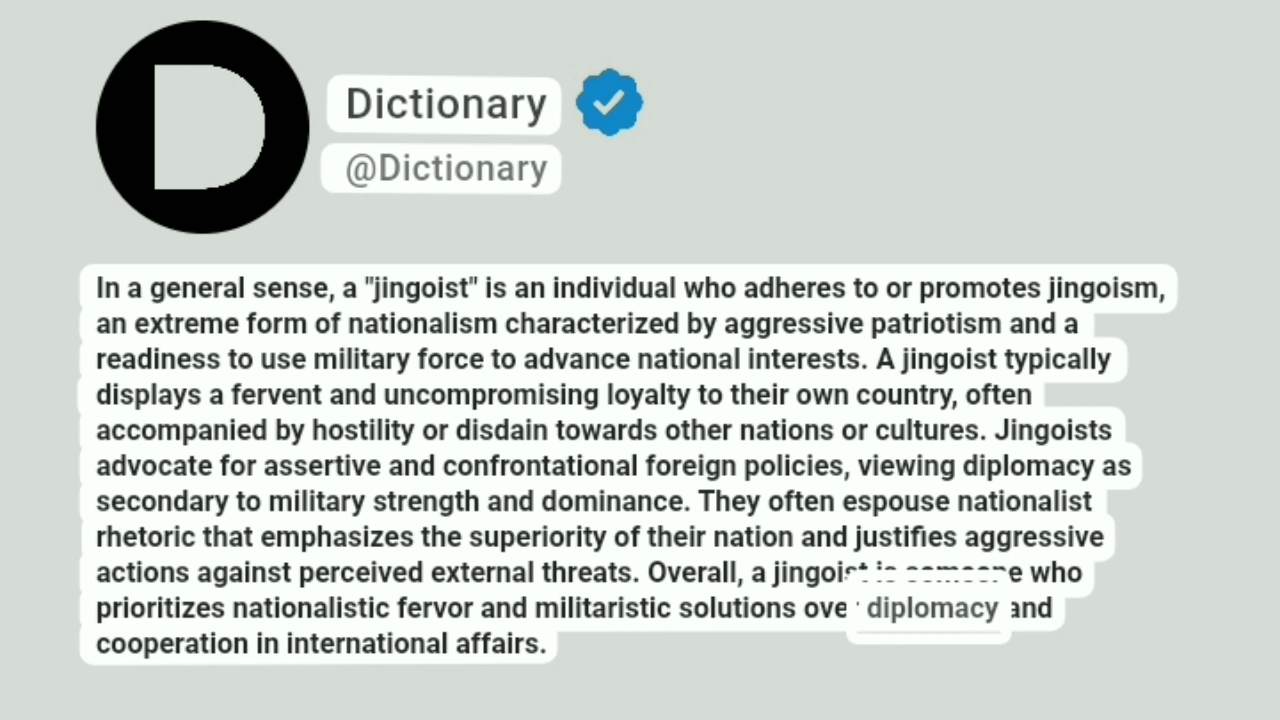 D
Dictionary
@Dictionary
In a general sense, a "jingoist" is an individual who adheres to or promotes jingoism,
an extreme form of nationalism characterized by aggressive patriotism and a
readiness to use military force to advance national interests. A jingoist typically
displays a fervent and uncompromising loyalty to their own country, often
accompanied by hostility or disdain towards other nations or cultures. Jingoists
advocate for assertive and confrontational foreign policies, viewing diplomacy as
secondary to military strength and dominance. They often espouse nationalist
rhetoric that emphasizes the superiority of their nation and justifies aggressive
actions against perceived external threats. Overall, a jingoist is someone who
prioritizes nationalistic fervor and militaristic solutions over diplomacy and
cooperation in international affairs.